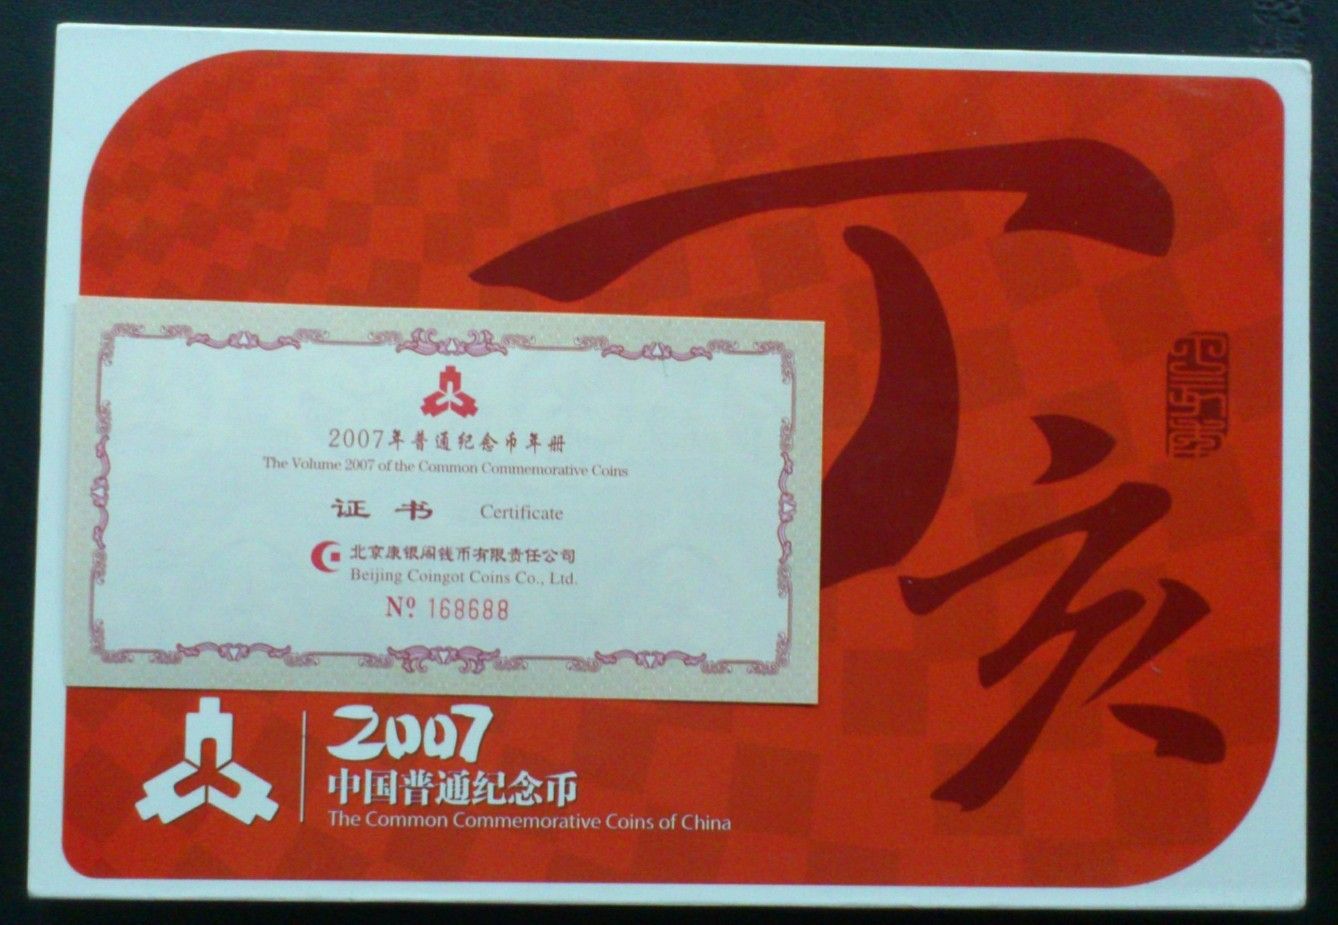 丁亥
2007年普通纪念币年册
The Volume 2007 of the Common Commemorative Coins
证书 Certificate
北京康银阁钱币有限责任公司
Beijing Coingot Coins Co., Ltd.
Nº 168688
2007
中国普通纪念币
The Common Commemorative Coins of China